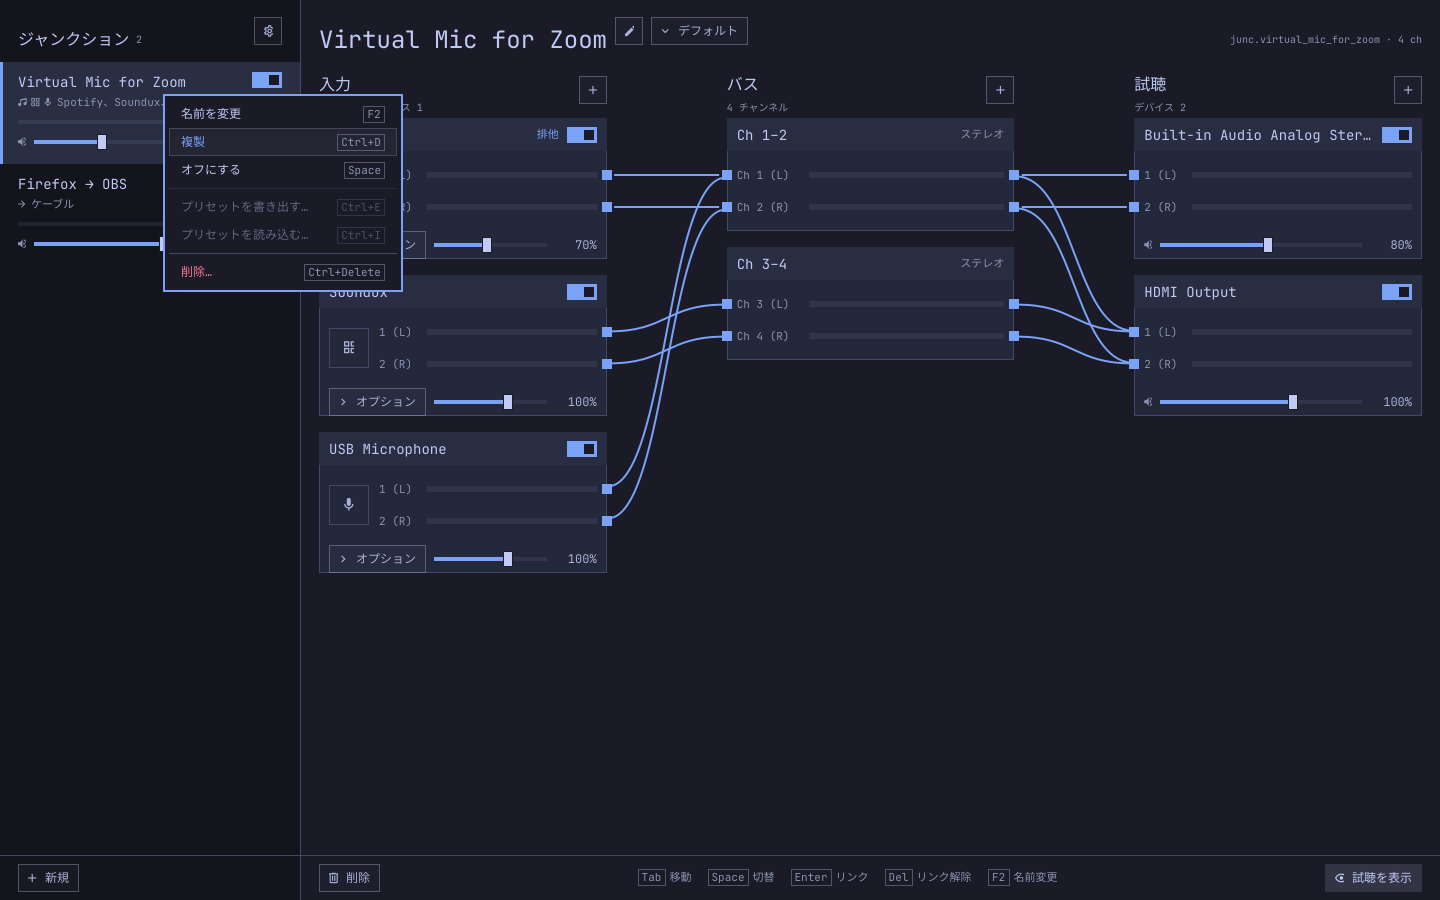 ジャンクション 2
Virtual Mic for Zoom
Spotify、Soundux
Firefox → OBS
→ ケーブル
名前を変更 F2
複製 Ctrl+D
オフにする Space
プリセットを書き出す… Ctrl+E
プリセットを読み込む… Ctrl+I
削除… Ctrl+Delete
＋ 新規
Virtual Mic for Zoom
デフォルト
junc.virtual_mic_for_zoom · 4 ch
入力
ス 1
排他
70%
Soundux
1 (L)
2 (R)
オプション
100%
USB Microphone
1 (L)
2 (R)
オプション
100%
バス
4 チャンネル
Ch 1–2 ステレオ
Ch 1 (L)
Ch 2 (R)
Ch 3–4 ステレオ
Ch 3 (L)
Ch 4 (R)
試聴
デバイス 2
Built-in Audio Analog Ster…
1 (L)
2 (R)
80%
HDMI Output
1 (L)
2 (R)
100%
削除
Tab 移動 Space 切替 Enter リンク Del リンク解除 F2 名前変更
試聴を表示